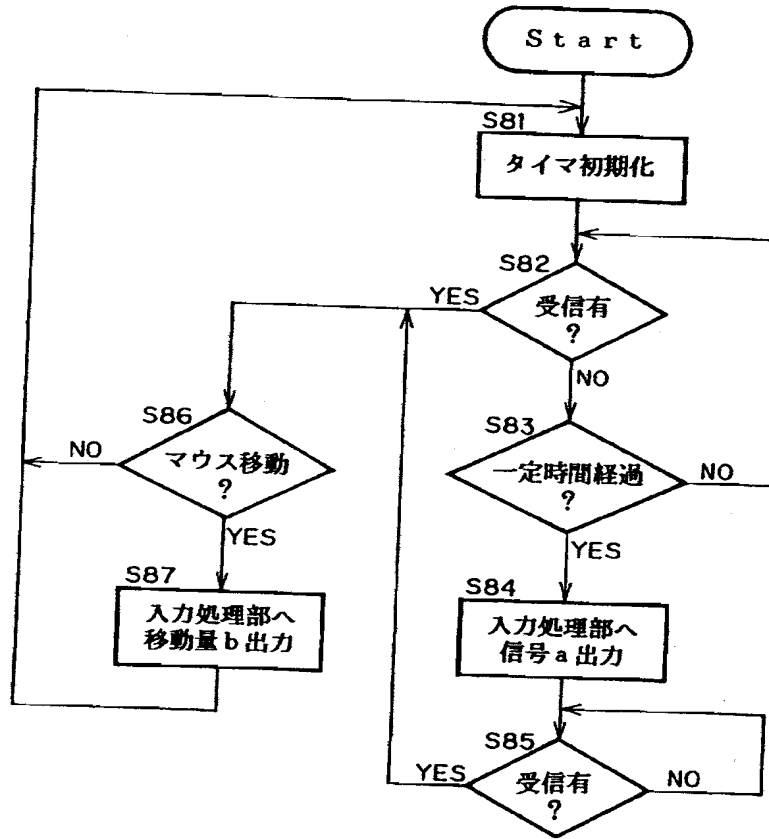 Start
S81
タイマ初期化
S82
受信有
?
YES
NO
S83
一定時間経過
?
NO
YES
S84
入力処理部へ
信号a出力
S85
受信有
?
YES
NO
S86
マウス移動
?
NO
YES
S87
入力処理部へ
移動量b出力